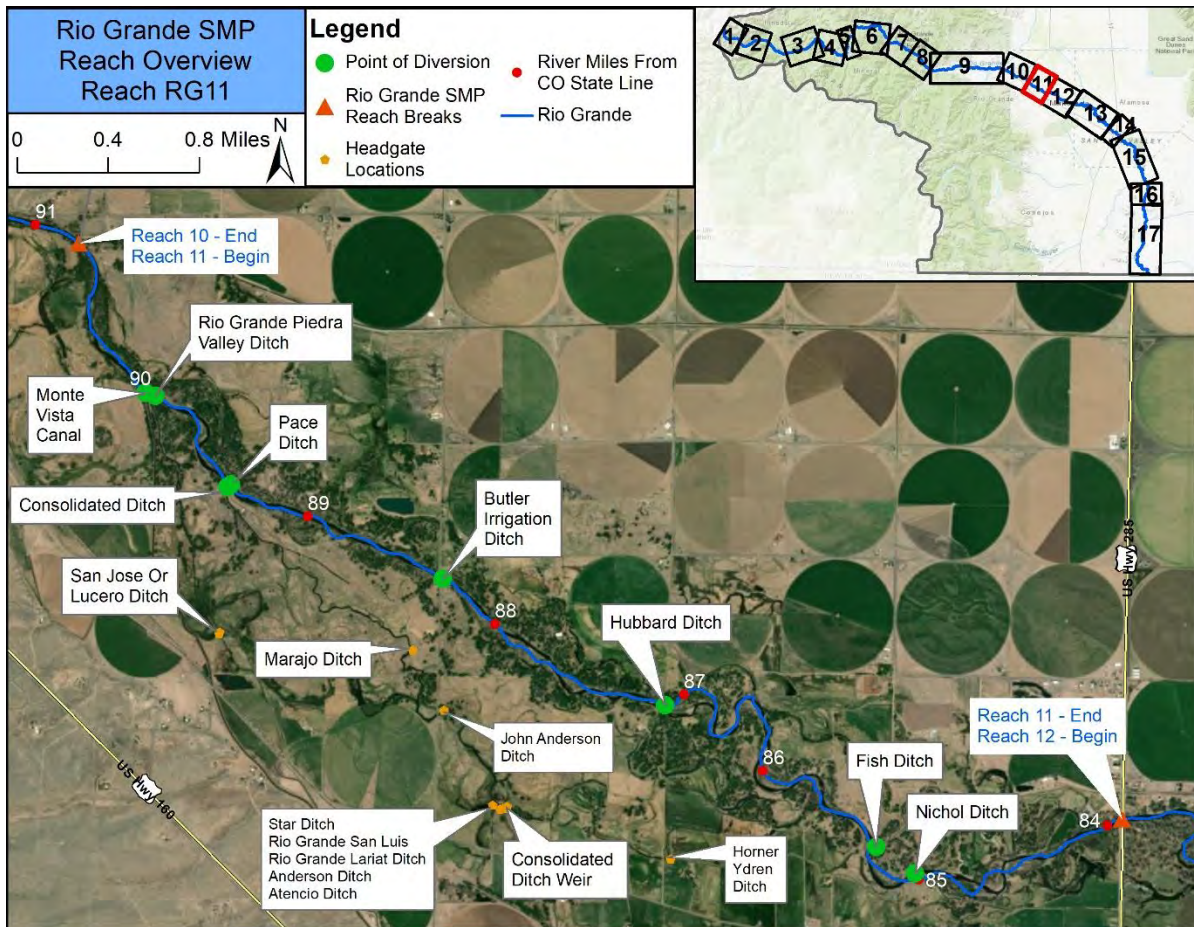 Rio Grande SMP
Reach Overview
Reach RG11
0 0.4 0.8 Miles
N
Legend
Point of Diversion
Rio Grande SMP
Reach Breaks
Headgate
Locations
River Miles From
CO State Line
Rio Grande
1
2
3
4
5
6
7
8
9
10
11
12
13
14
15
16
17
91
Reach 10 - End
Reach 11 - Begin
Rio Grande Piedra
Valley Ditch
90
Monte
Vista
Canal
Pace
Ditch
Consolidated Ditch
89
Butler
Irrigation
Ditch
San Jose Or
Lucero Ditch
88
Marajo Ditch
Hubbard Ditch
87
John Anderson
Ditch
86
Reach 11 - End
Reach 12 - Begin
Fish Ditch
Nichol Ditch
84
85
Star Ditch
Rio Grande San Luis
Rio Grande Lariat Ditch
Anderson Ditch
Atencio Ditch
Consolidated
Ditch Weir
Horner
Ydren
Ditch
US Hwy 160
US Hwy 285